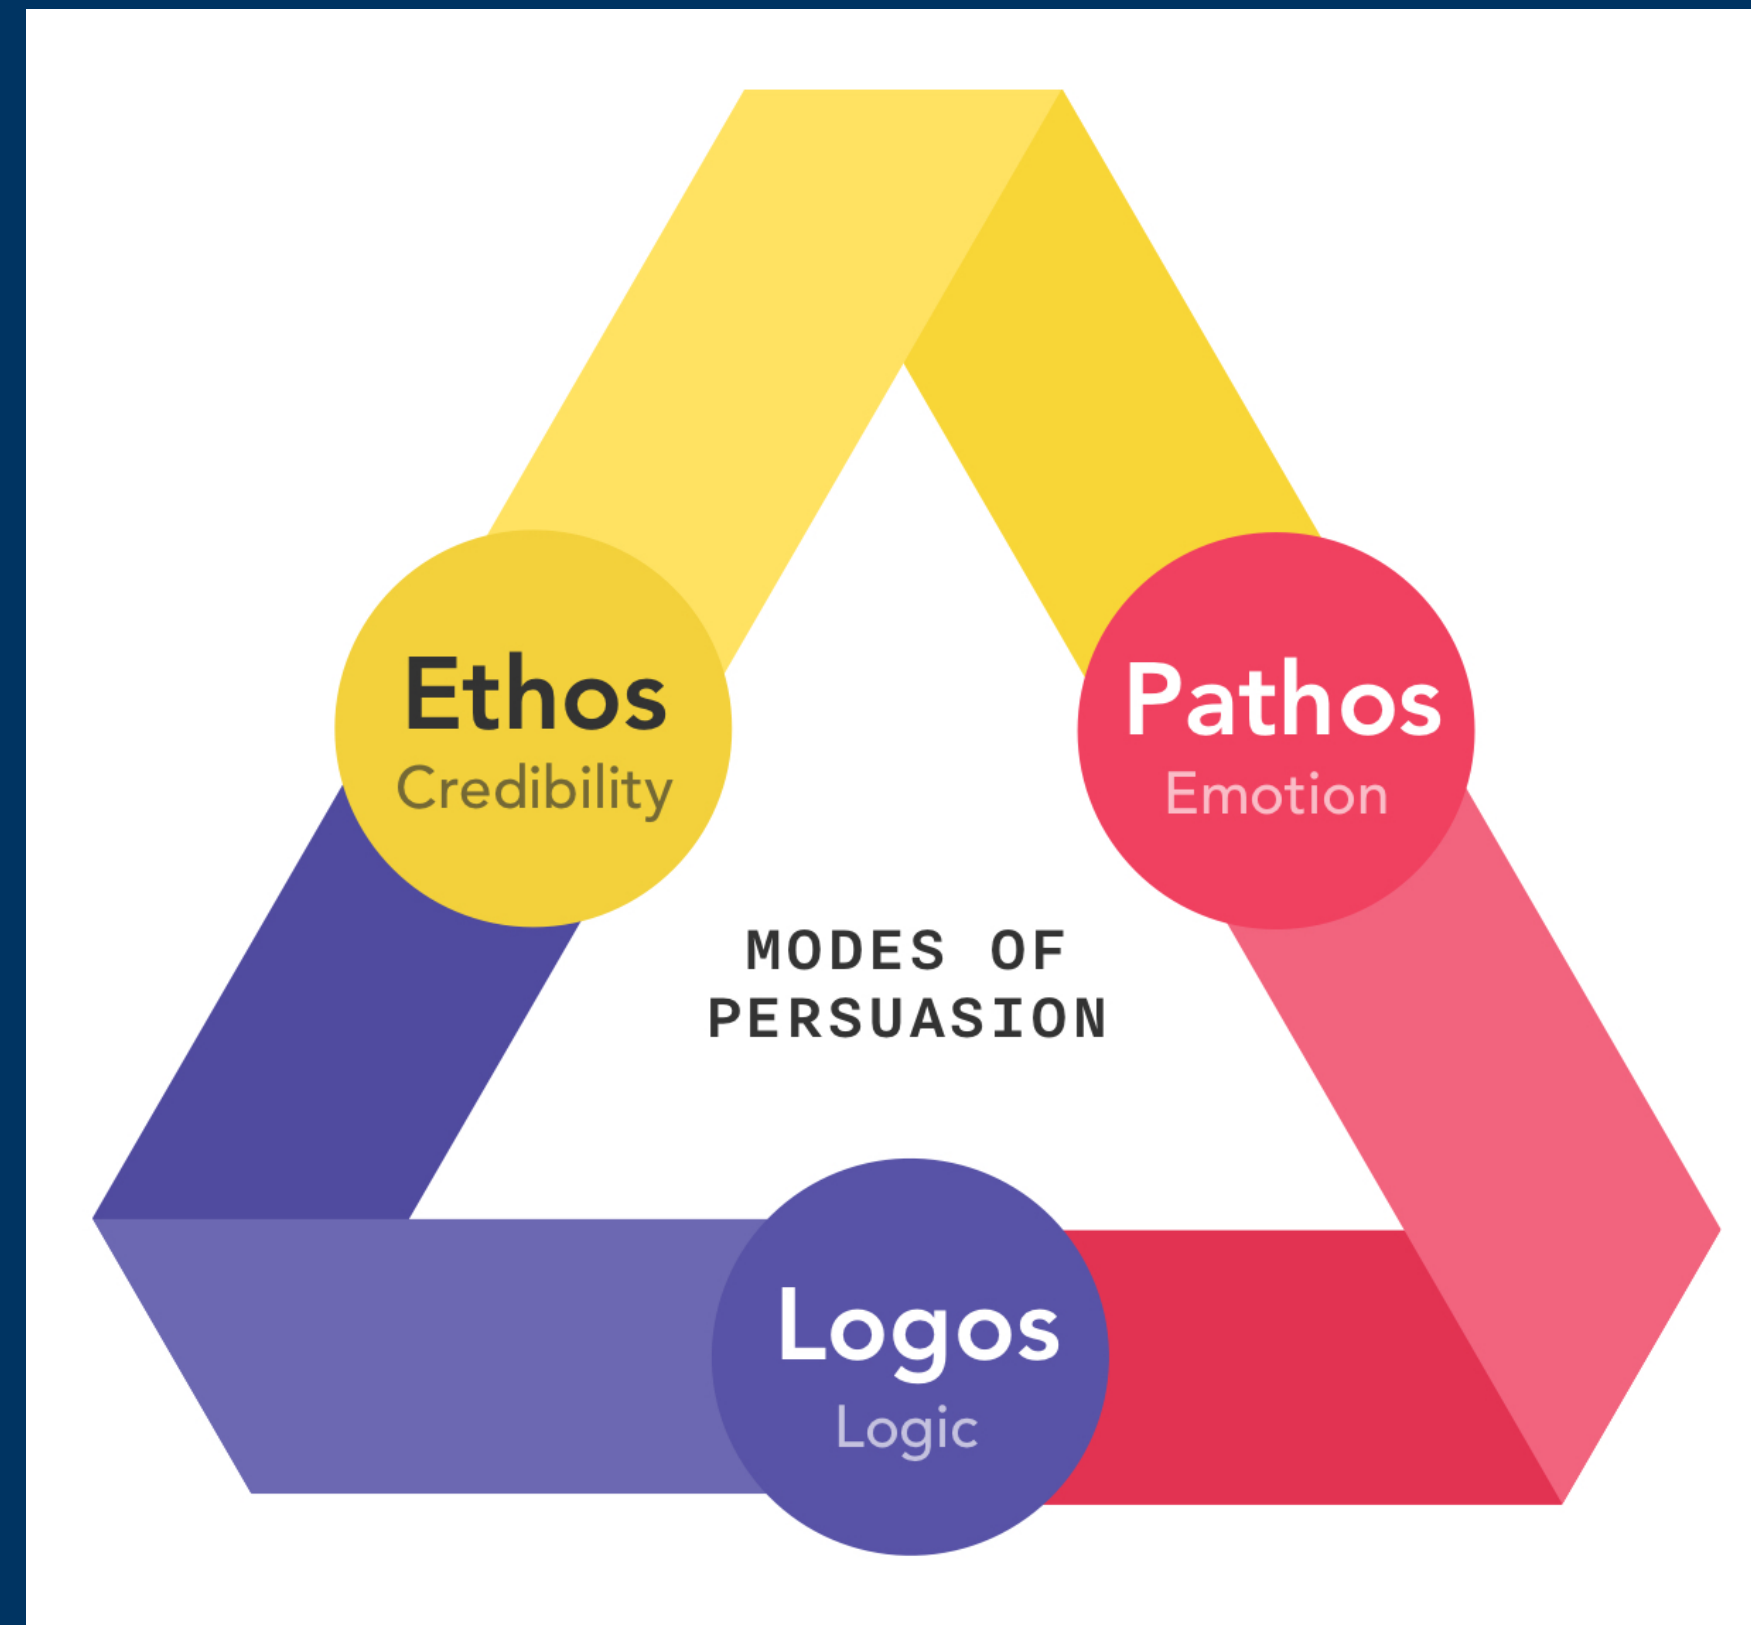 Ethos
Credibility
Pathos
Emotion
MODES OF
PERSUASION
Logos
Logic